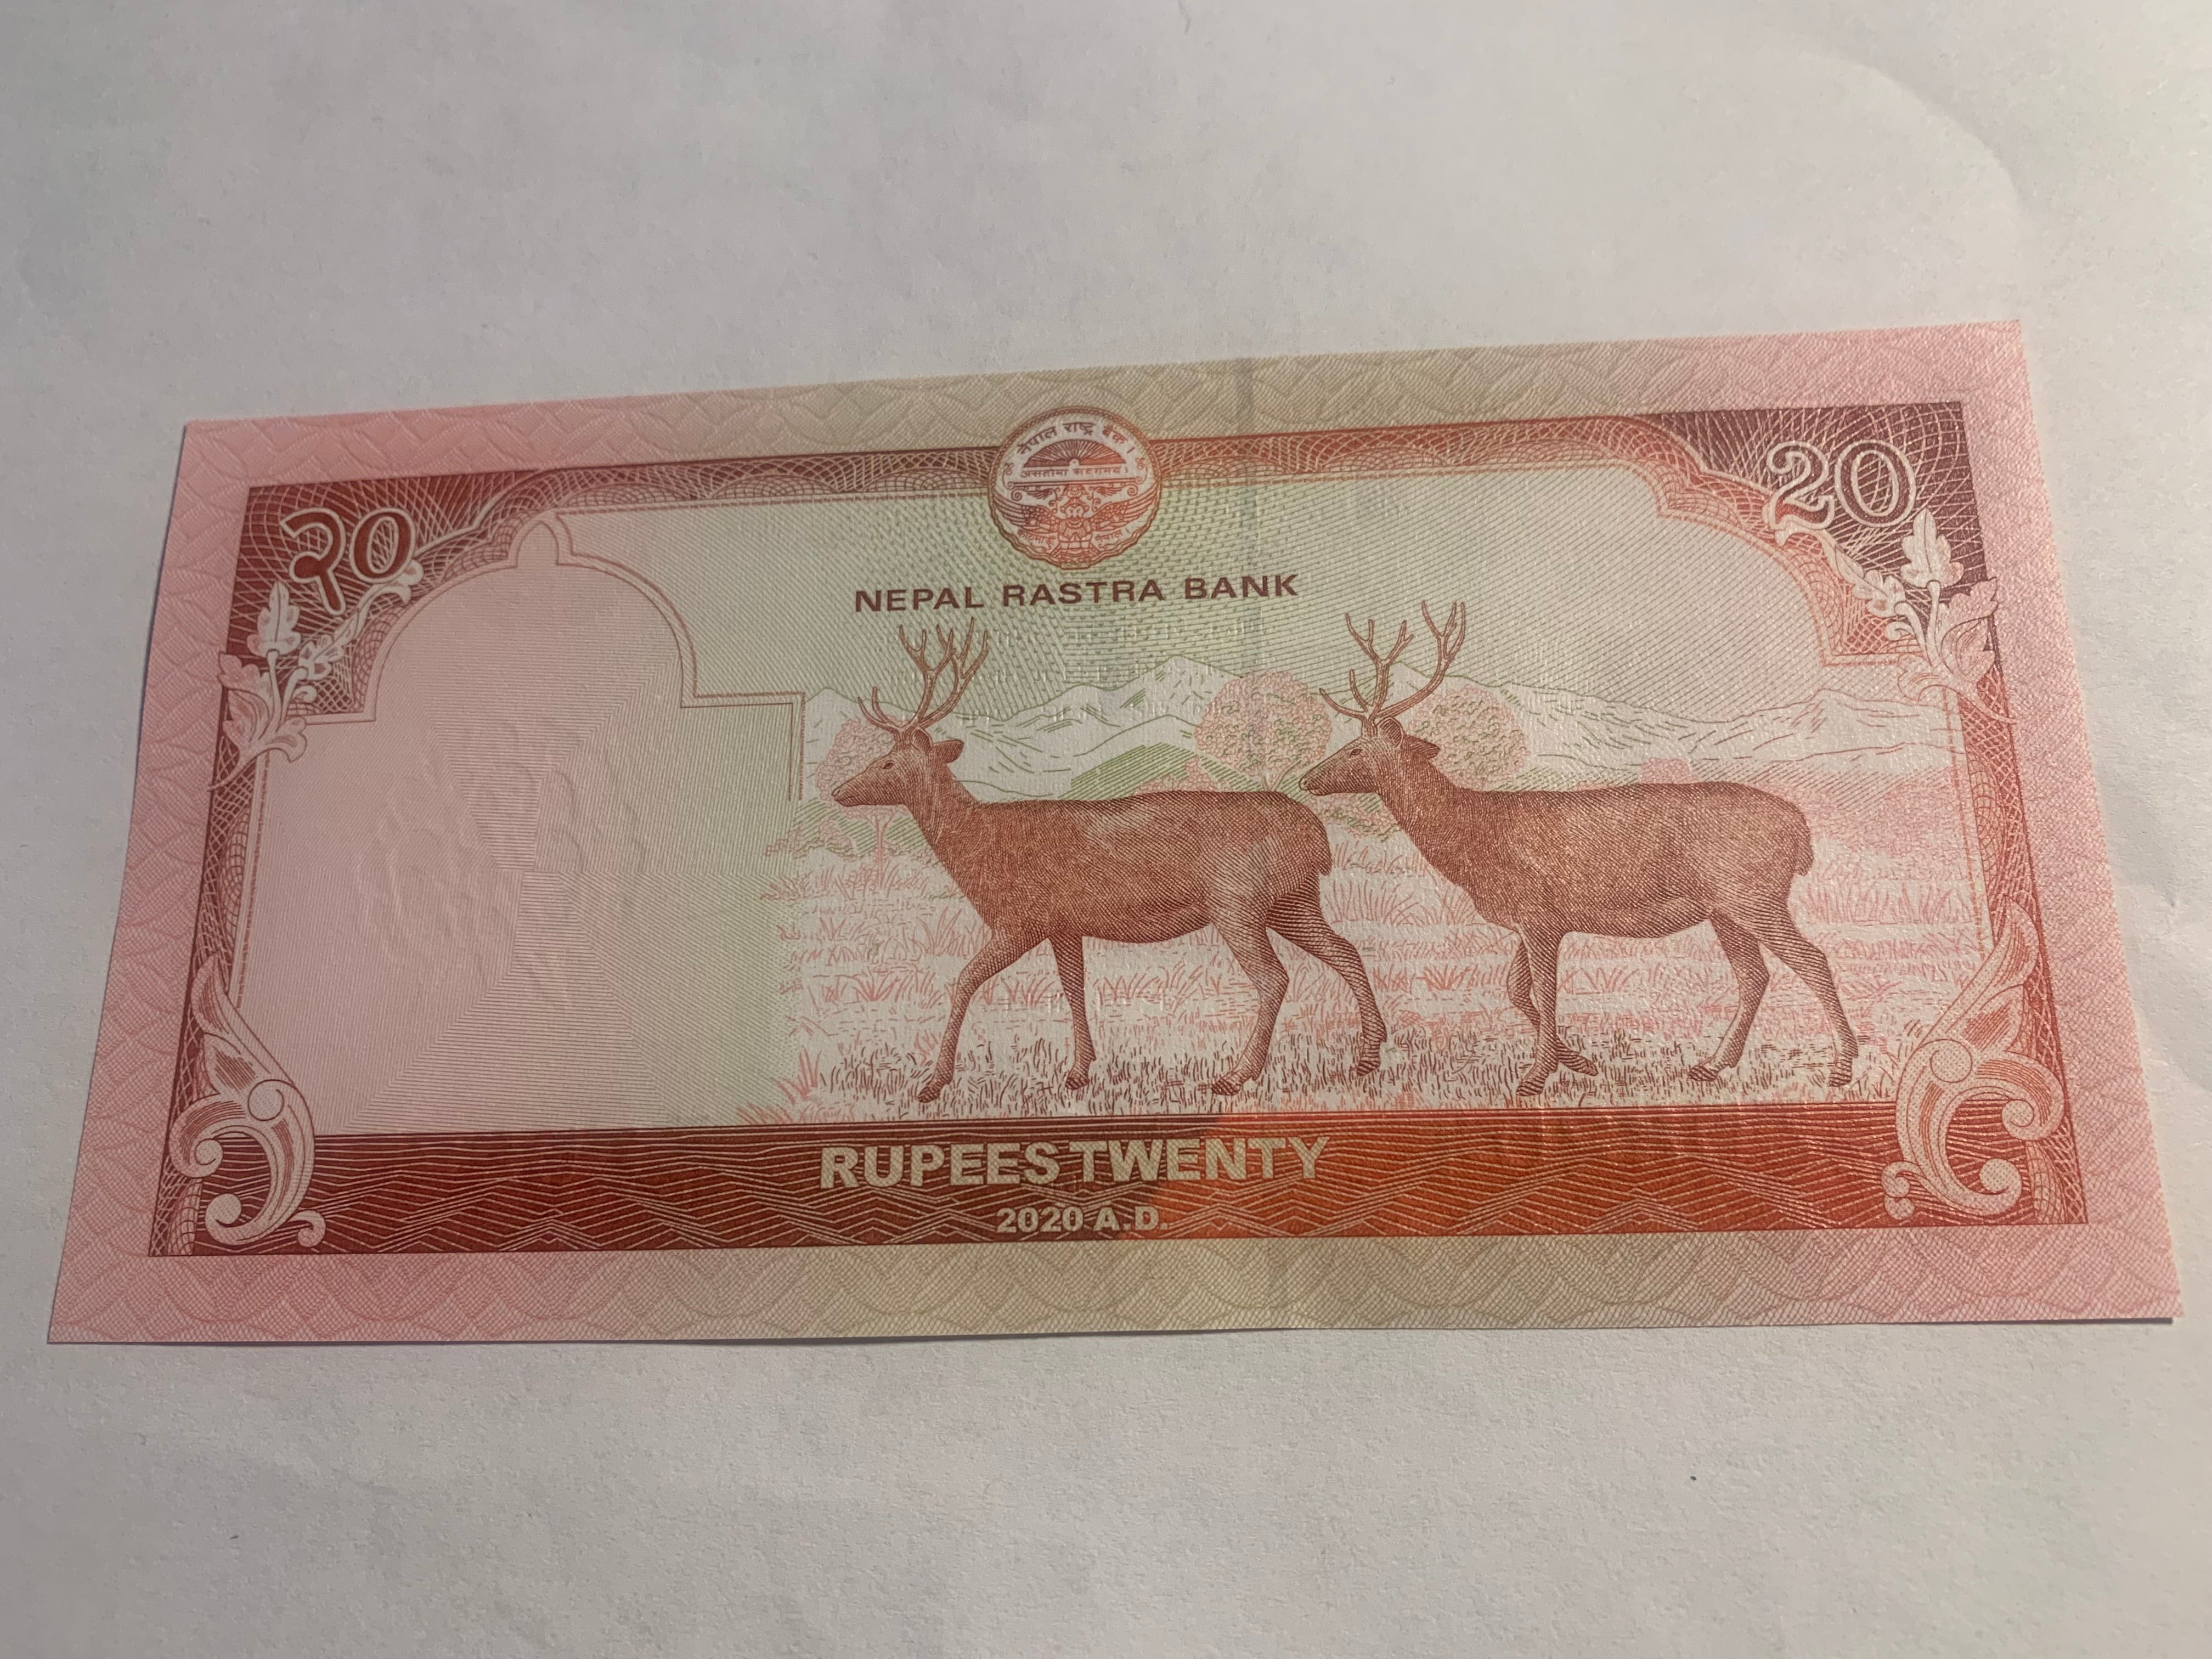 नेपाल राष्ट्र बैंक
२०
20
NEPAL RASTRA BANK
RUPEES TWENTY
2020 A.D.